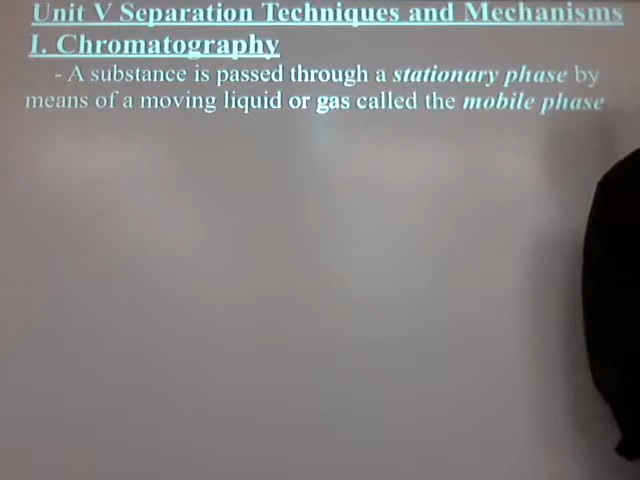 Unit V Separation Techniques and Mechanisms
I. Chromatography
- A substance is passed through a stationary phase by
means of a moving liquid or gas called the mobile phase